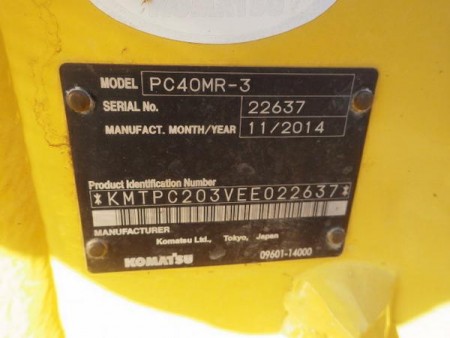 MODEL PC40MR-3
SERIAL No. 22637
MANUFACT. MONTH/YEAR 11/2014
Product Identification Number
*KMTPC203VEE022637*
MANUFACTURER
Komatsu Ltd., Tokyo, Japan
KOMATSU 09601-14000